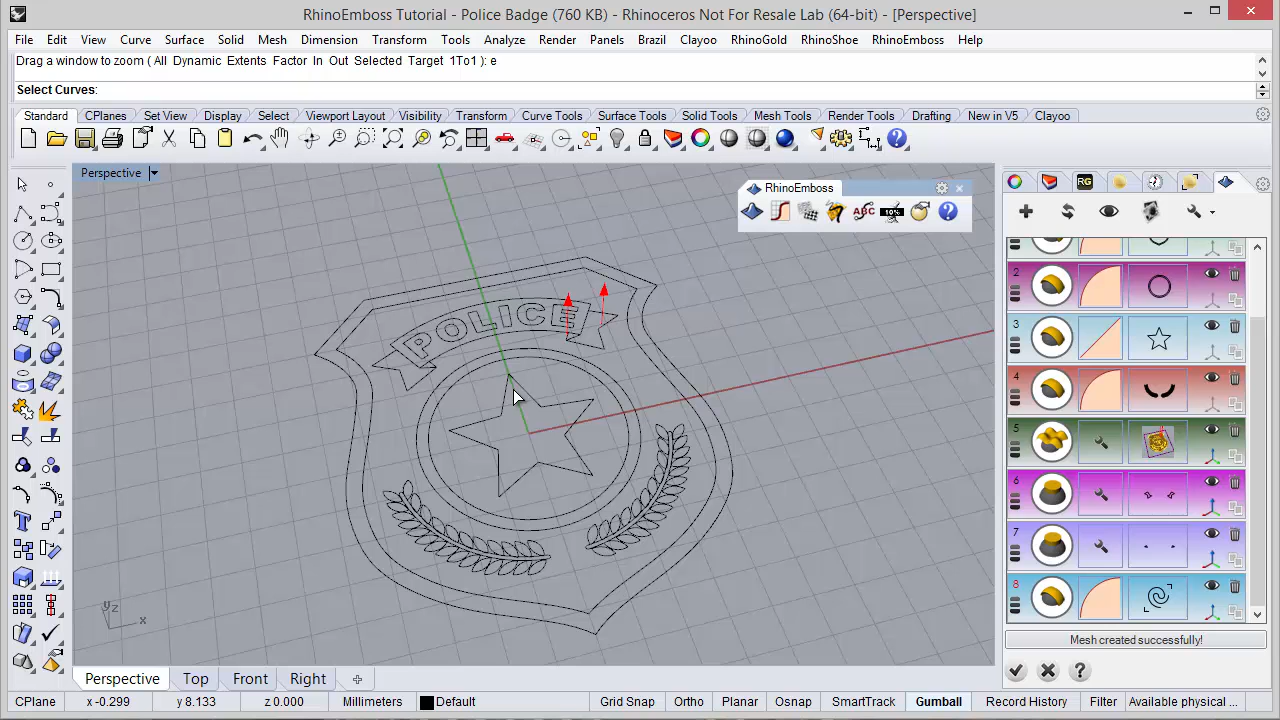 RhinoEmboss Tutorial - Police Badge (760 KB) - Rhinoceros Not For Resale Lab (64-bit) - [Perspective]
File Edit View Curve Surface Solid Mesh Dimension Transform Tools Analyze Render Panels Brazil Clayoo RhinoGold RhinoShoe RhinoEmboss Help
Drag a window to zoom ( All Dynamic Extents Factor In Out Selected Target 1To1 ): e
Select Curves:
Standard CPlanes Set View Display Select Viewport Layout Visibility Transform Curve Tools Surface Tools Solid Tools Mesh Tools Render Tools Drafting New in V5 Clayoo
Perspective
RG
RhinoEmboss
ABC
10%
2
3
4
5
6
7
8
POLICE
y z x
Mesh created successfully!
Perspective Top Front Right
CPlane x -0.299 y 8.133 z 0.000 Millimeters Default Grid Snap Ortho Planar Osnap SmartTrack Gumball Record History Filter Available physical ...